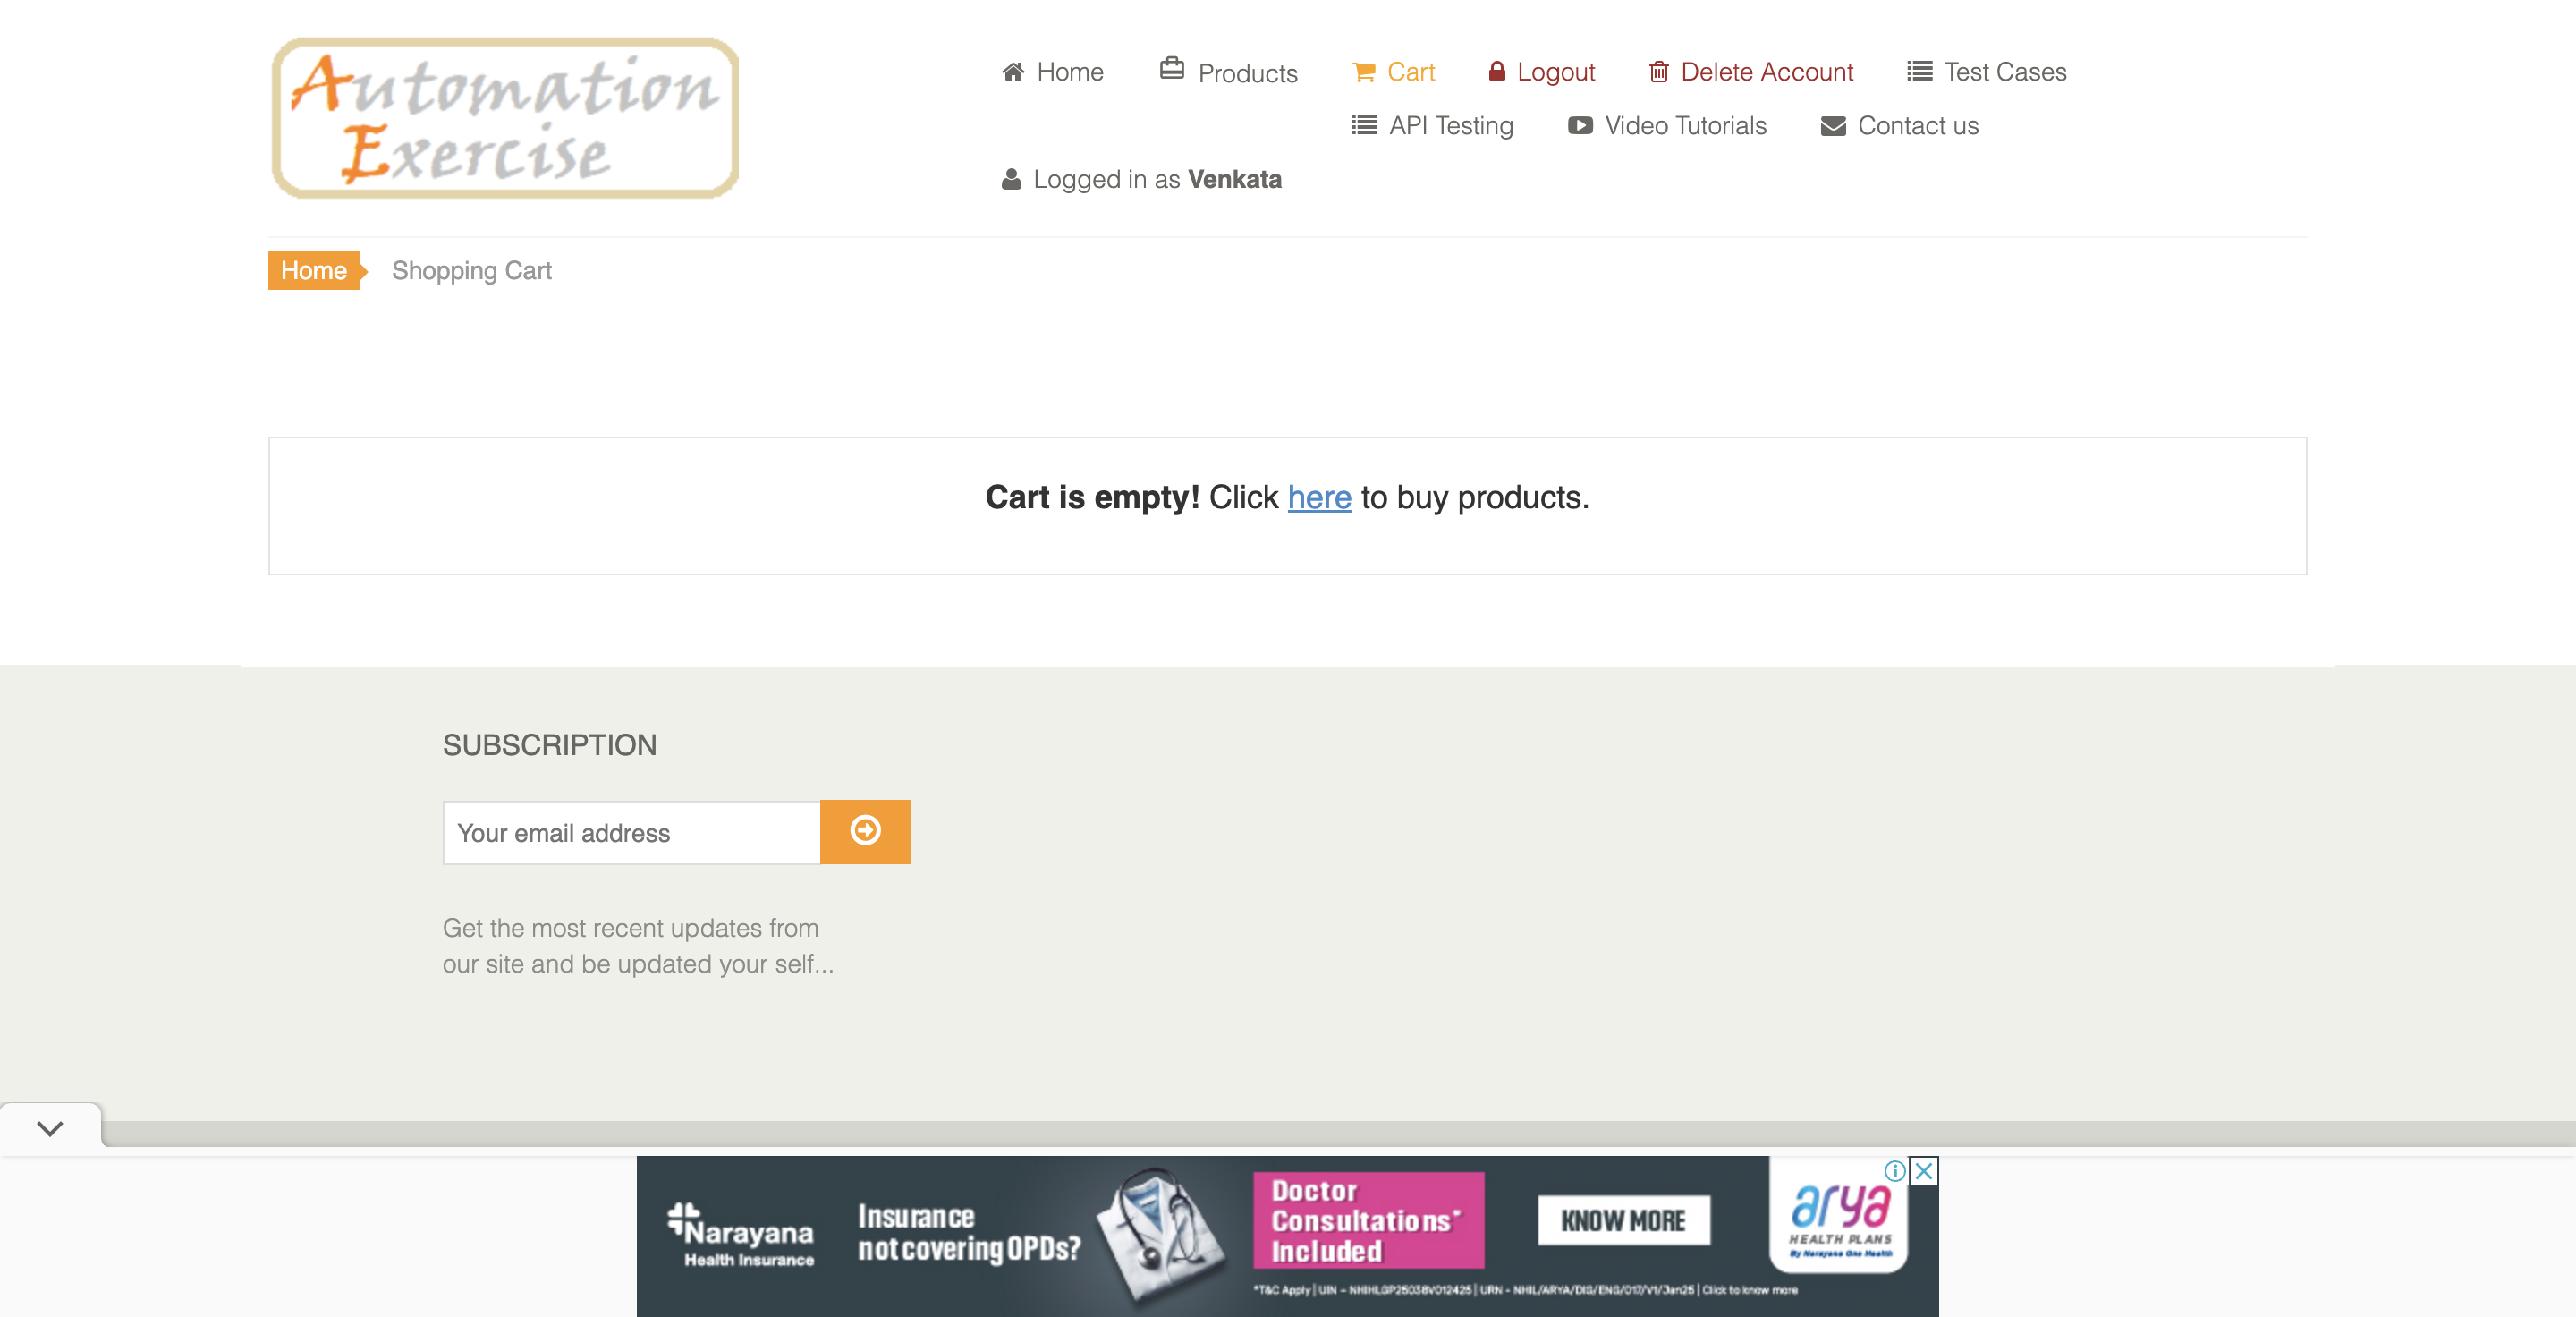 Automation
Exercise
Home Products Cart Logout Delete Account Test Cases
API Testing Video Tutorials Contact us
Logged in as Venkata
Home Shopping Cart
Cart is empty! Click here to buy products.
SUBSCRIPTION
Your email address
Get the most recent updates from
our site and be updated your self...
Narayana
Health Insurance
Insurance
not covering OPDs?
Doctor
Consultations*
Included
KNOW MORE
arya
HEALTH PLANS
By Narayana One Health
*T&C Apply | UIN – NHIHLGP25038V012425 | URN - NHIL/ARYA/DIG/ENG/017/V1/Jan25 | Click to know more